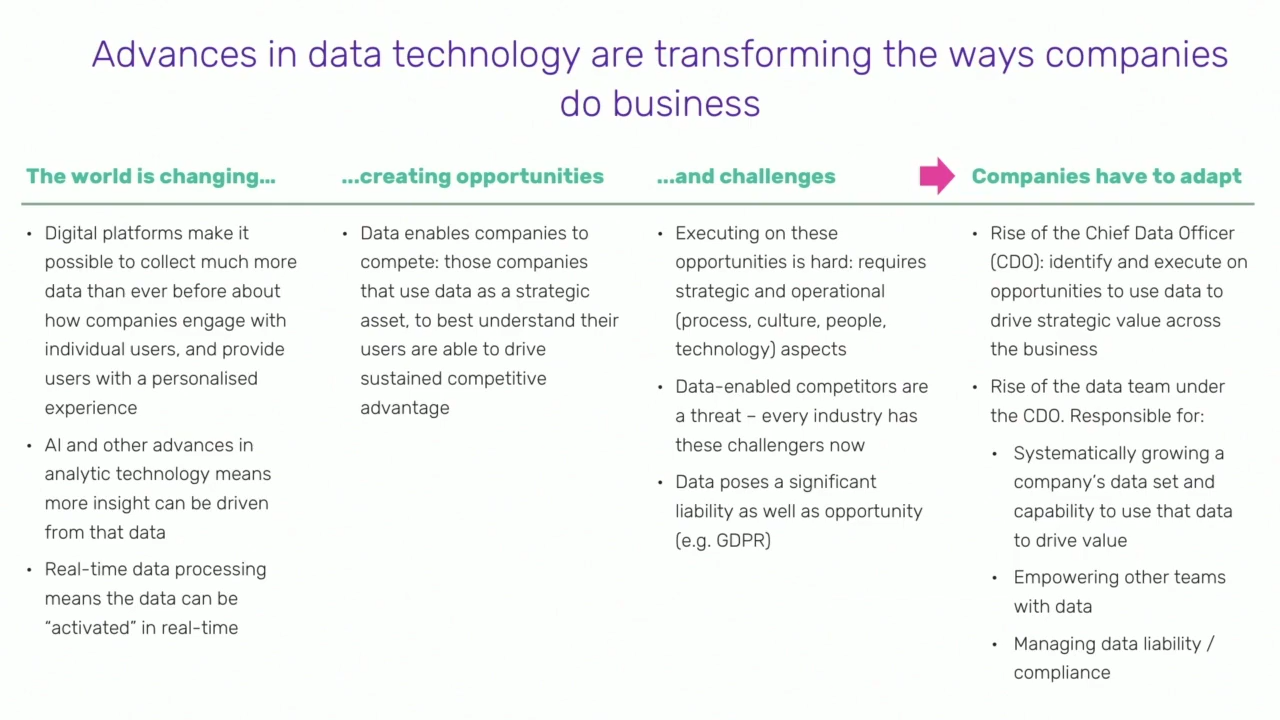 Advances in data technology are transforming the ways companies
do business
The world is changing...
• Digital platforms make it
possible to collect much more
data than ever before about
how companies engage with
individual users, and provide
users with a personalised
experience
• AI and other advances in
analytic technology means
more insight can be driven
from that data
• Real-time data processing
means the data can be
“activated” in real-time
...creating opportunities
• Data enables companies to
compete: those companies
that use data as a strategic
asset, to best understand their
users are able to drive
sustained competitive
advantage
...and challenges
• Executing on these
opportunities is hard: requires
strategic and operational
(process, culture, people,
technology) aspects
• Data-enabled competitors are
a threat – every industry has
these challengers now
• Data poses a significant
liability as well as opportunity
(e.g. GDPR)
Companies have to adapt
• Rise of the Chief Data Officer
(CDO): identify and execute on
opportunities to use data to
drive strategic value across
the business
• Rise of the data team under
the CDO. Responsible for:
• Systematically growing a
company’s data set and
capability to use that data
to drive value
• Empowering other teams
with data
• Managing data liability /
compliance